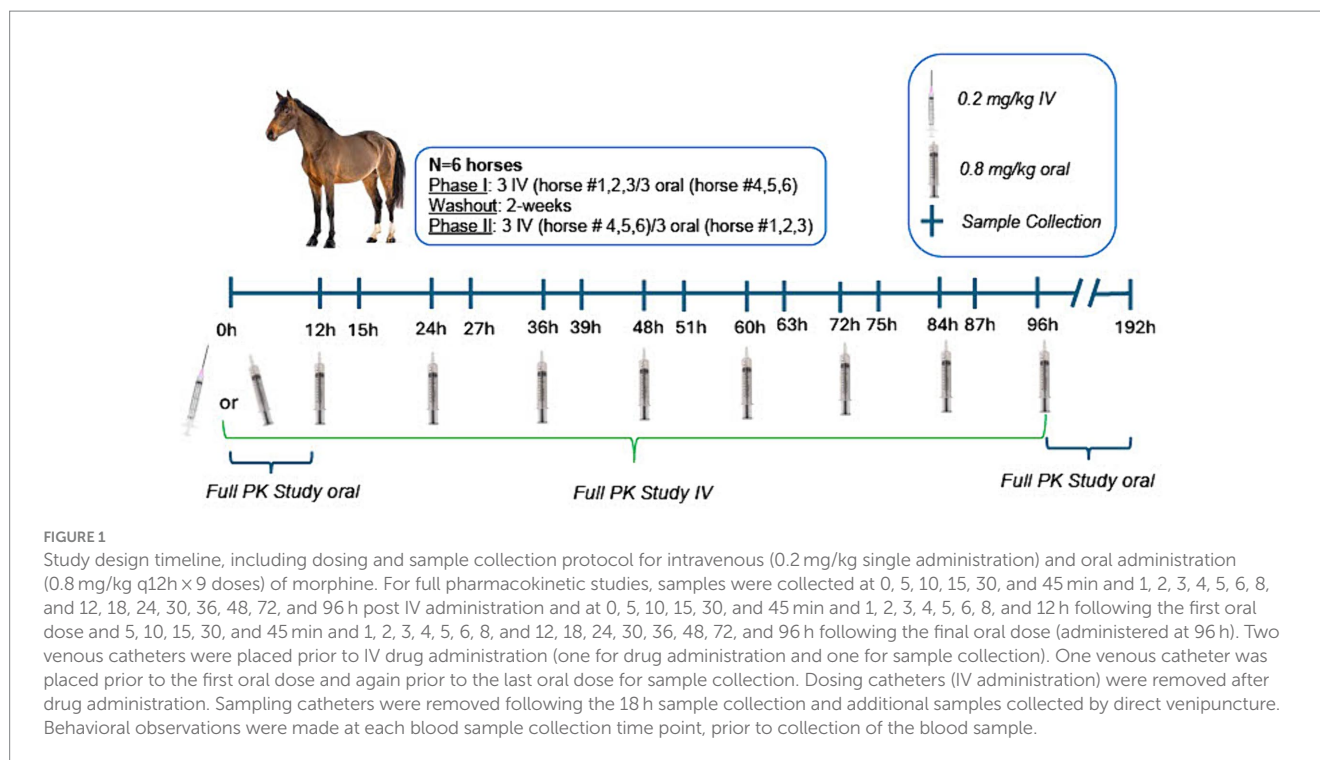 N=6 horses
Phase I: 3 IV (horse #1,2,3/3 oral (horse #4,5,6)
Washout: 2-weeks
Phase II: 3 IV (horse # 4,5,6)/3 oral (horse #1,2,3)
0.2 mg/kg IV
0.8 mg/kg oral
Sample Collection
0h 12h 15h 24h 27h 36h 39h 48h 51h 60h 63h 72h 75h 84h 87h 96h 192h
or
Full PK Study oral Full PK Study IV Full PK Study oral
FIGURE 1
Study design timeline, including dosing and sample collection protocol for intravenous (0.2 mg/kg single administration) and oral administration
(0.8 mg/kg q12h × 9 doses) of morphine. For full pharmacokinetic studies, samples were collected at 0, 5, 10, 15, 30, and 45 min and 1, 2, 3, 4, 5, 6, 8,
and 12, 18, 24, 30, 36, 48, 72, and 96 h post IV administration and at 0, 5, 10, 15, 30, and 45 min and 1, 2, 3, 4, 5, 6, 8, and 12 h following the first oral
dose and 5, 10, 15, 30, and 45 min and 1, 2, 3, 4, 5, 6, 8, and 12, 18, 24, 30, 36, 48, 72, and 96 h following the final oral dose (administered at 96 h). Two
venous catheters were placed prior to IV drug administration (one for drug administration and one for sample collection). One venous catheter was
placed prior to the first oral dose and again prior to the last oral dose for sample collection. Dosing catheters (IV administration) were removed after
drug administration. Sampling catheters were removed following the 18 h sample collection and additional samples collected by direct venipuncture.
Behavioral observations were made at each blood sample collection time point, prior to collection of the blood sample.